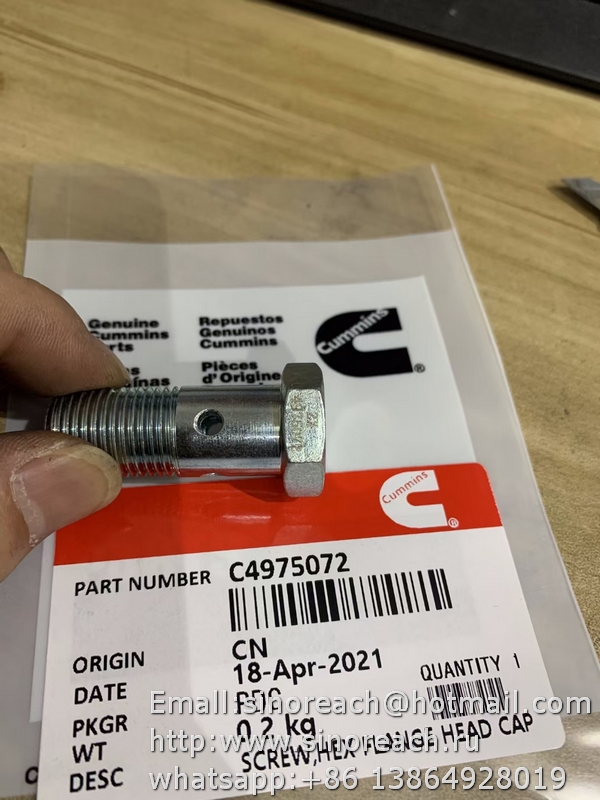 Genuine
Cummins
Parts
Repuestos
Genuinos
Cummins
Pièces
d'Origine
Cummins
®
Cummins
®
PART NUMBER C4975072
ORIGIN CN
DATE 18-Apr-2021
PKGR
QUANTITY 1
WT 0.2 kg
DESC SCREW,HEX FLANGE HEAD CAP
Email:sinoreach@hotmail.com
http:www.sinoreach.ru
whatsapp:+86 13864928019